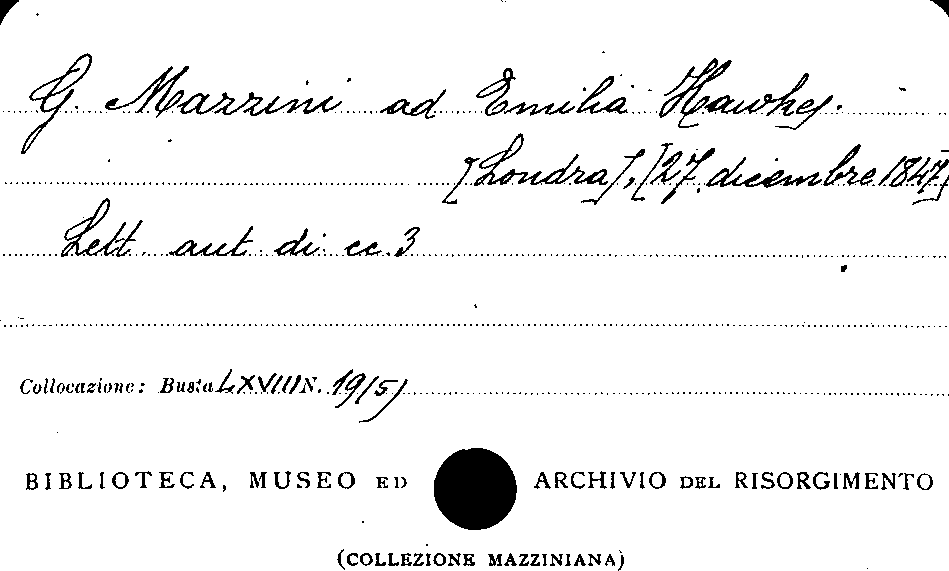 G. Mazzini ad Emilia Hawkes.
[Londra], [27 dicembre 1847]
Lett. aut. di cc. 3
Collocazione: Busta LXVIII N. 19(5)
BIBLIOTECA, MUSEO ED ARCHIVIO DEL RISORGIMENTO
(COLLEZIONE MAZZINIANA)